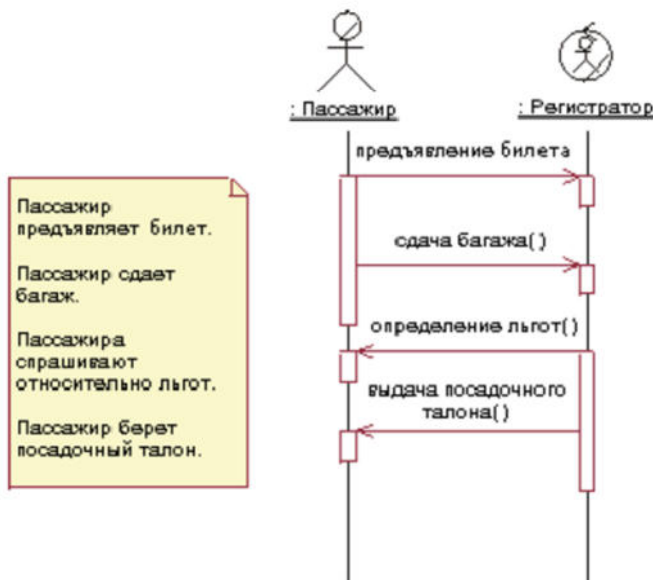 : Пассажир
: Регистратор
предъявление билета
Пассажир
предъявляет билет.
Пассажир сдает
багаж.
Пассажира
спрашивают
относительно льгот.
Пассажир берет
посадочный талон.
сдача багажа()
определение льгот()
выдача посадочного
талона()